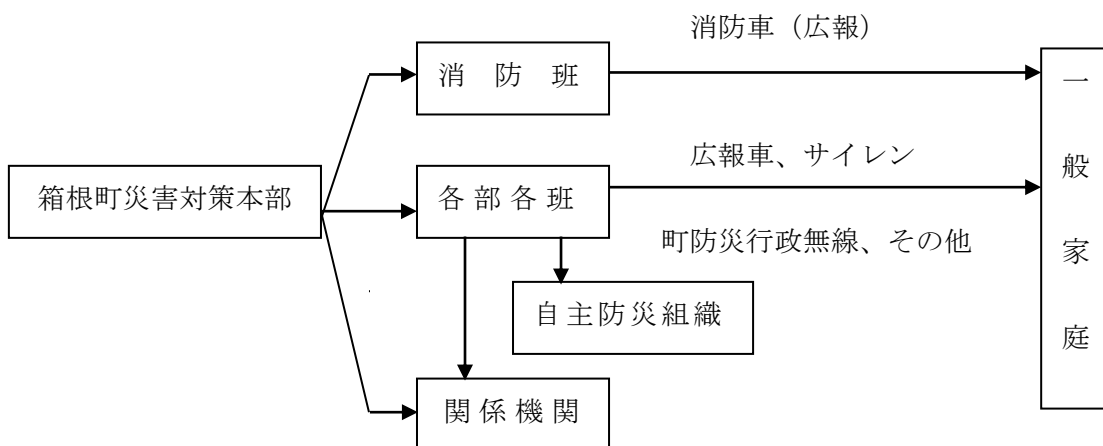 消防車（広報）
消 防 班
広報車、サイレン
箱根町災害対策本部
各部各班
町防災行政無線、その他
自主防災組織
関係機関
一般家庭